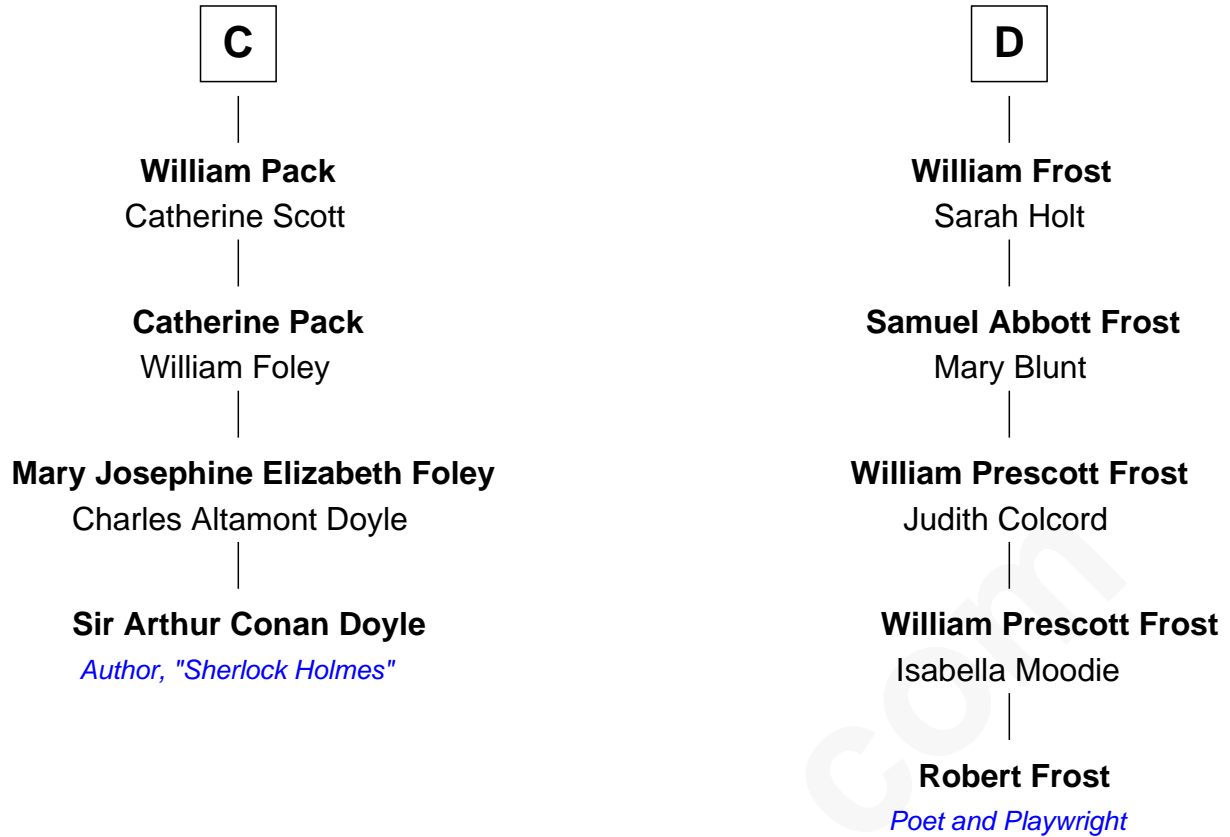 C
William Pack
Catherine Scott
Catherine Pack
William Foley
Mary Josephine Elizabeth Foley
Charles Altamont Doyle
Sir Arthur Conan Doyle
Author, "Sherlock Holmes"
D
William Frost
Sarah Holt
Samuel Abbott Frost
Mary Blunt
William Prescott Frost
Judith Colcord
William Prescott Frost
Isabella Moodie
Robert Frost
Poet and Playwright
com